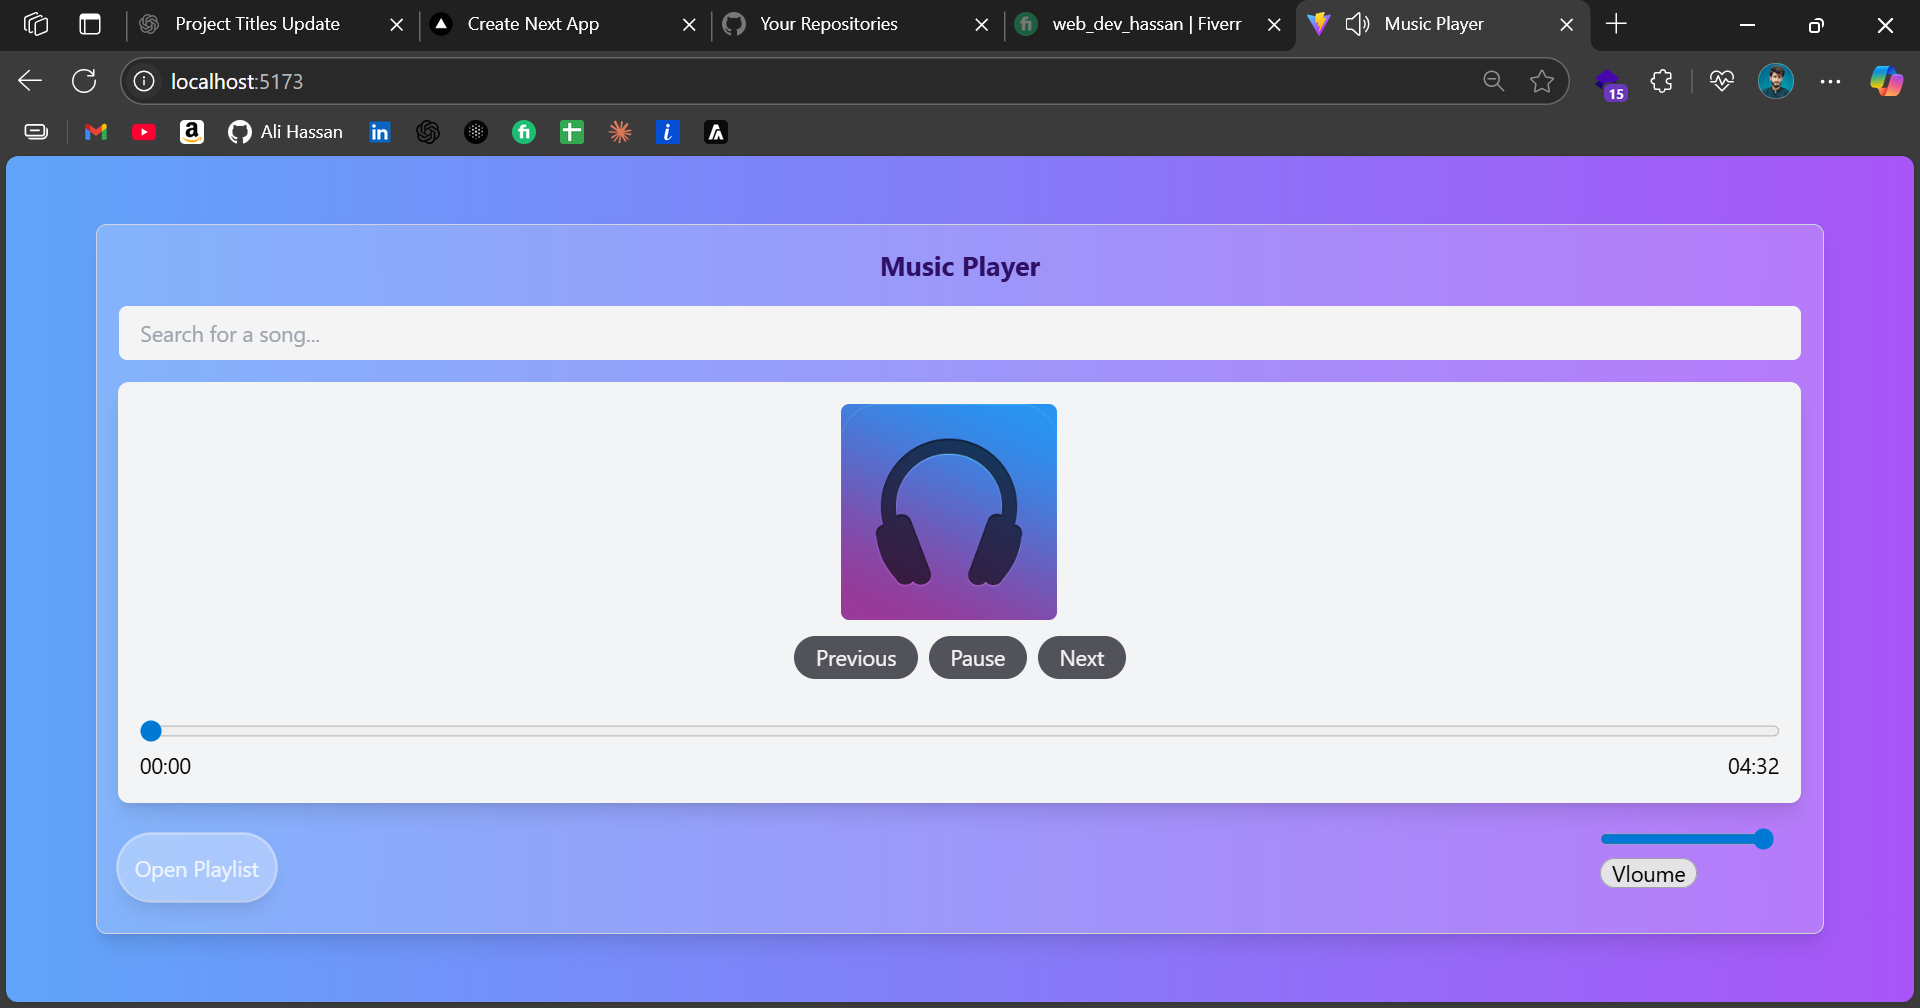 Project Titles Update
Create Next App
Your Repositories
web_dev_hassan | Fiverr
Music Player
localhost:5173
15
Ali Hassan
Music Player
Search for a song...
Previous
Pause
Next
00:00
04:32
Open Playlist
Vloume